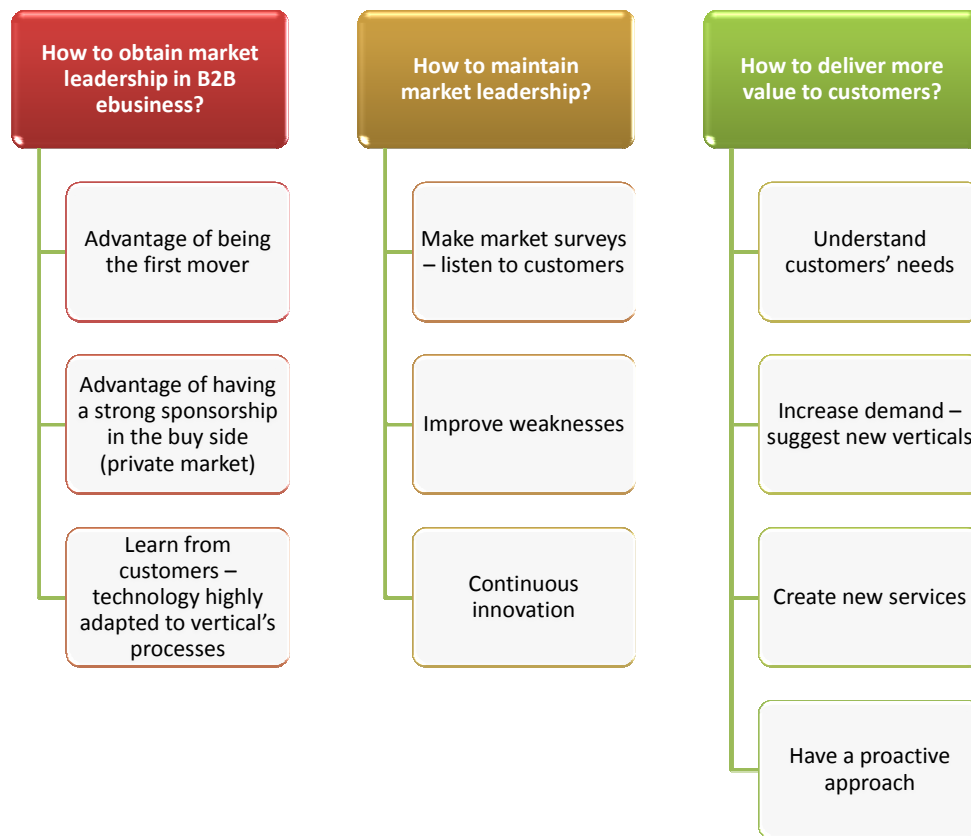 How to obtain market
leadership in B2B
ebusiness?
Advantage of being
the first mover
Advantage of having
a strong sponsorship
in the buy side
(private market)
Learn from
customers –
technology highly
adapted to vertical's
processes
How to maintain
market leadership?
Make market surveys
– listen to customers
Improve weaknesses
Continuous
innovation
How to deliver more
value to customers?
Understand
customers' needs
Increase demand –
suggest new verticals
Create new services
Have a proactive
approach